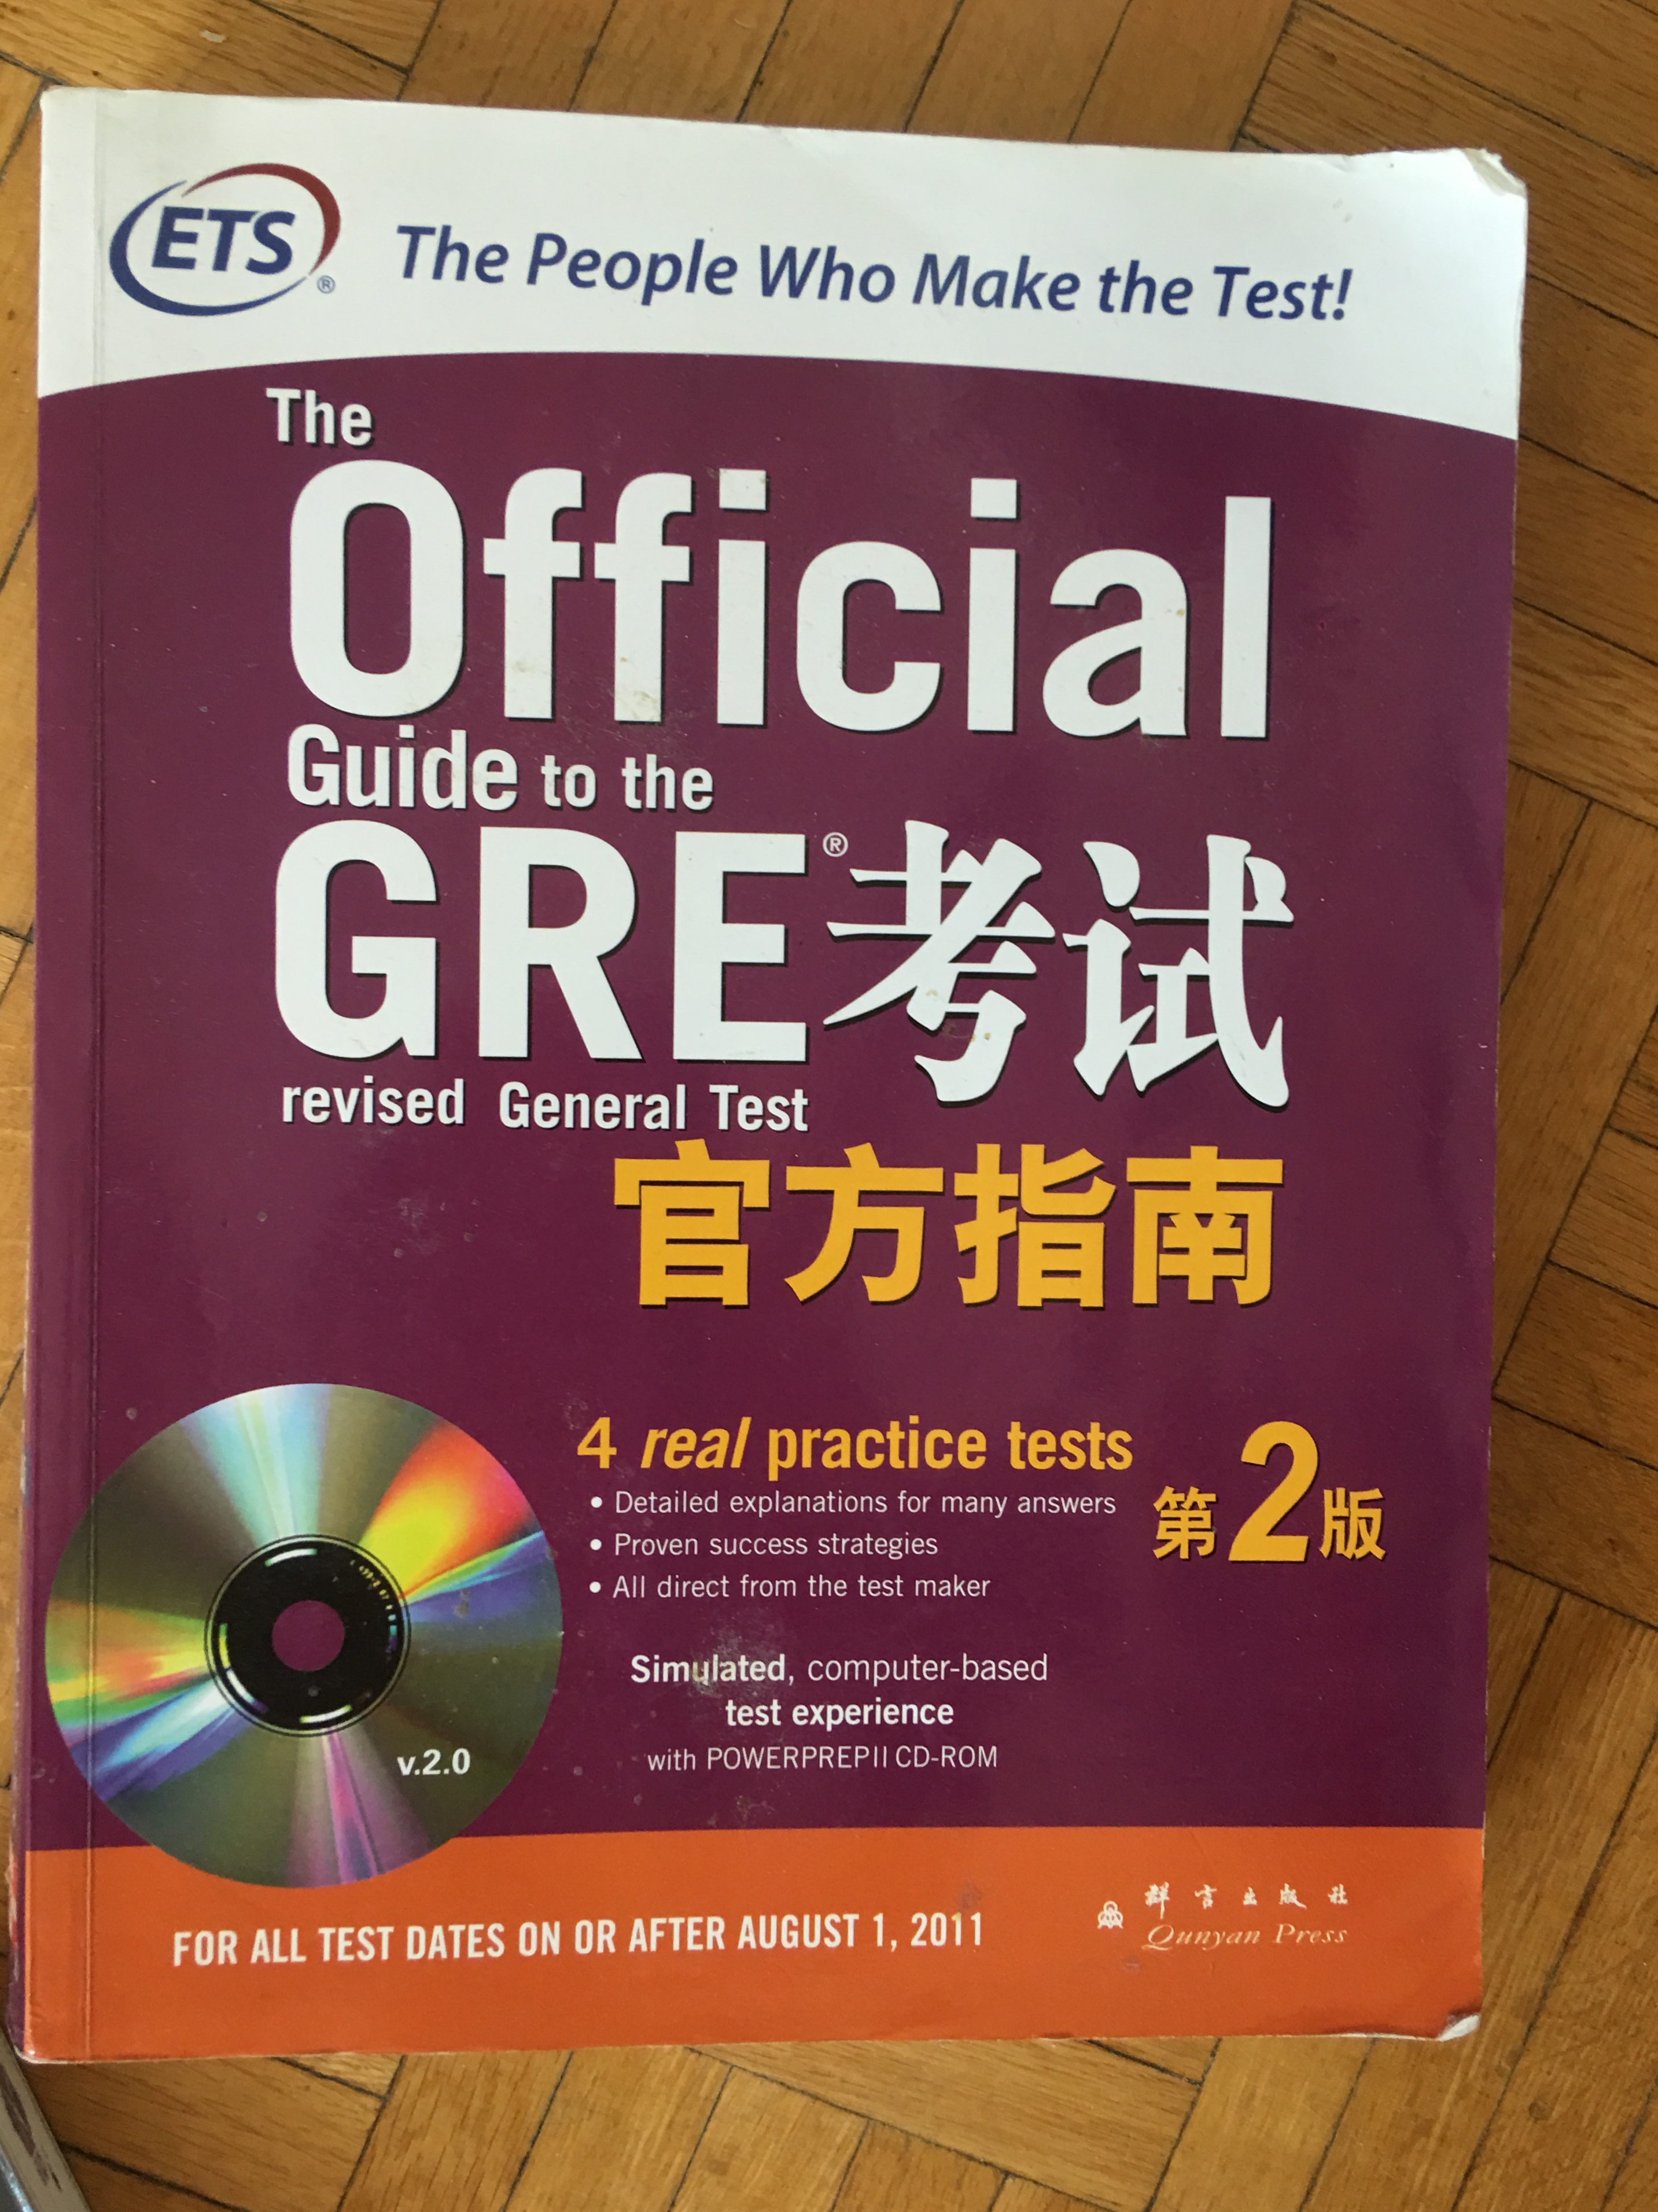 ETS®
The People Who Make the Test!
The
Official
Guide to the
GRE®考试
revised General Test
官方指南
4 real practice tests
• Detailed explanations for many answers
• Proven success strategies
• All direct from the test maker
第2版
Simulated, computer-based
test experience
with POWERPREPII CD-ROM
v.2.0
FOR ALL TEST DATES ON OR AFTER AUGUST 1, 2011
群言出版社
Qunyan Press